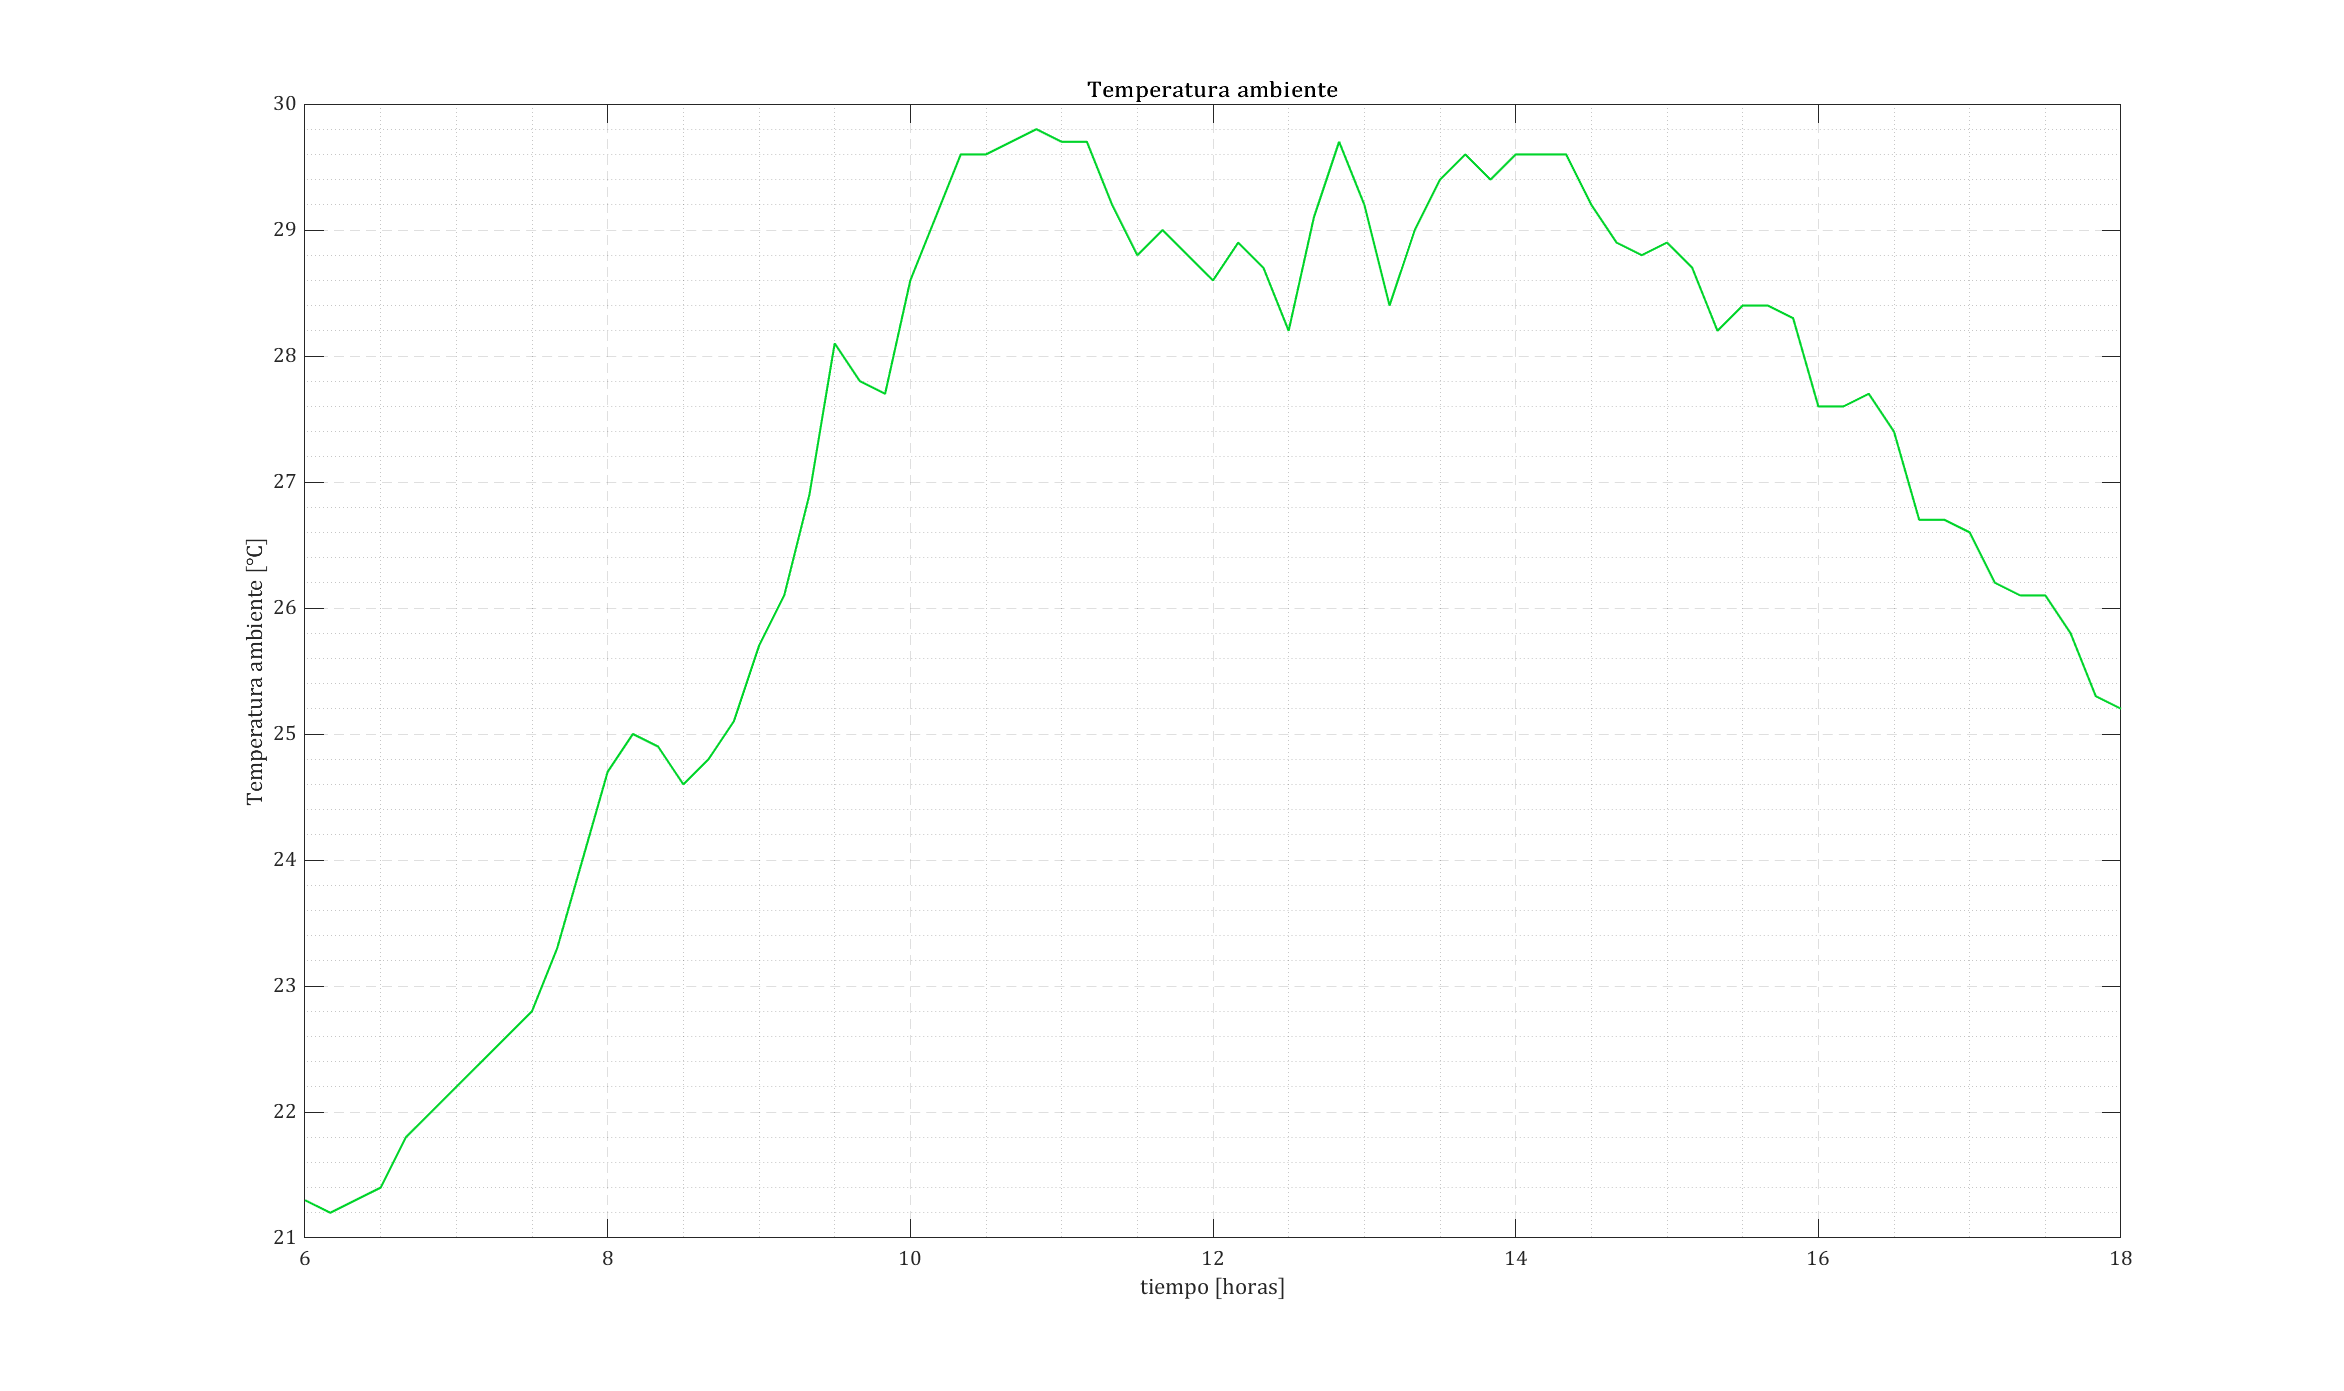 Temperatura ambiente
30
29
28
27
26
25
24
23
22
21
Temperatura ambiente [°C]
6 8 10 12 14 16 18
tiempo [horas]